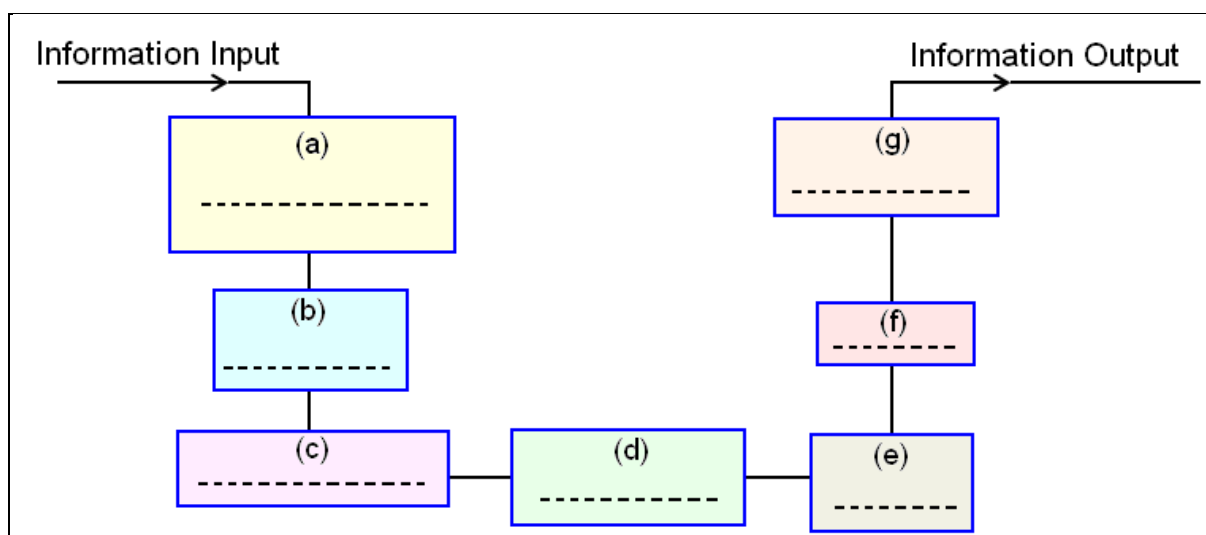 Information Input
Information Output
(a)
(g)
(b)
(f)
(c)
(d)
(e)